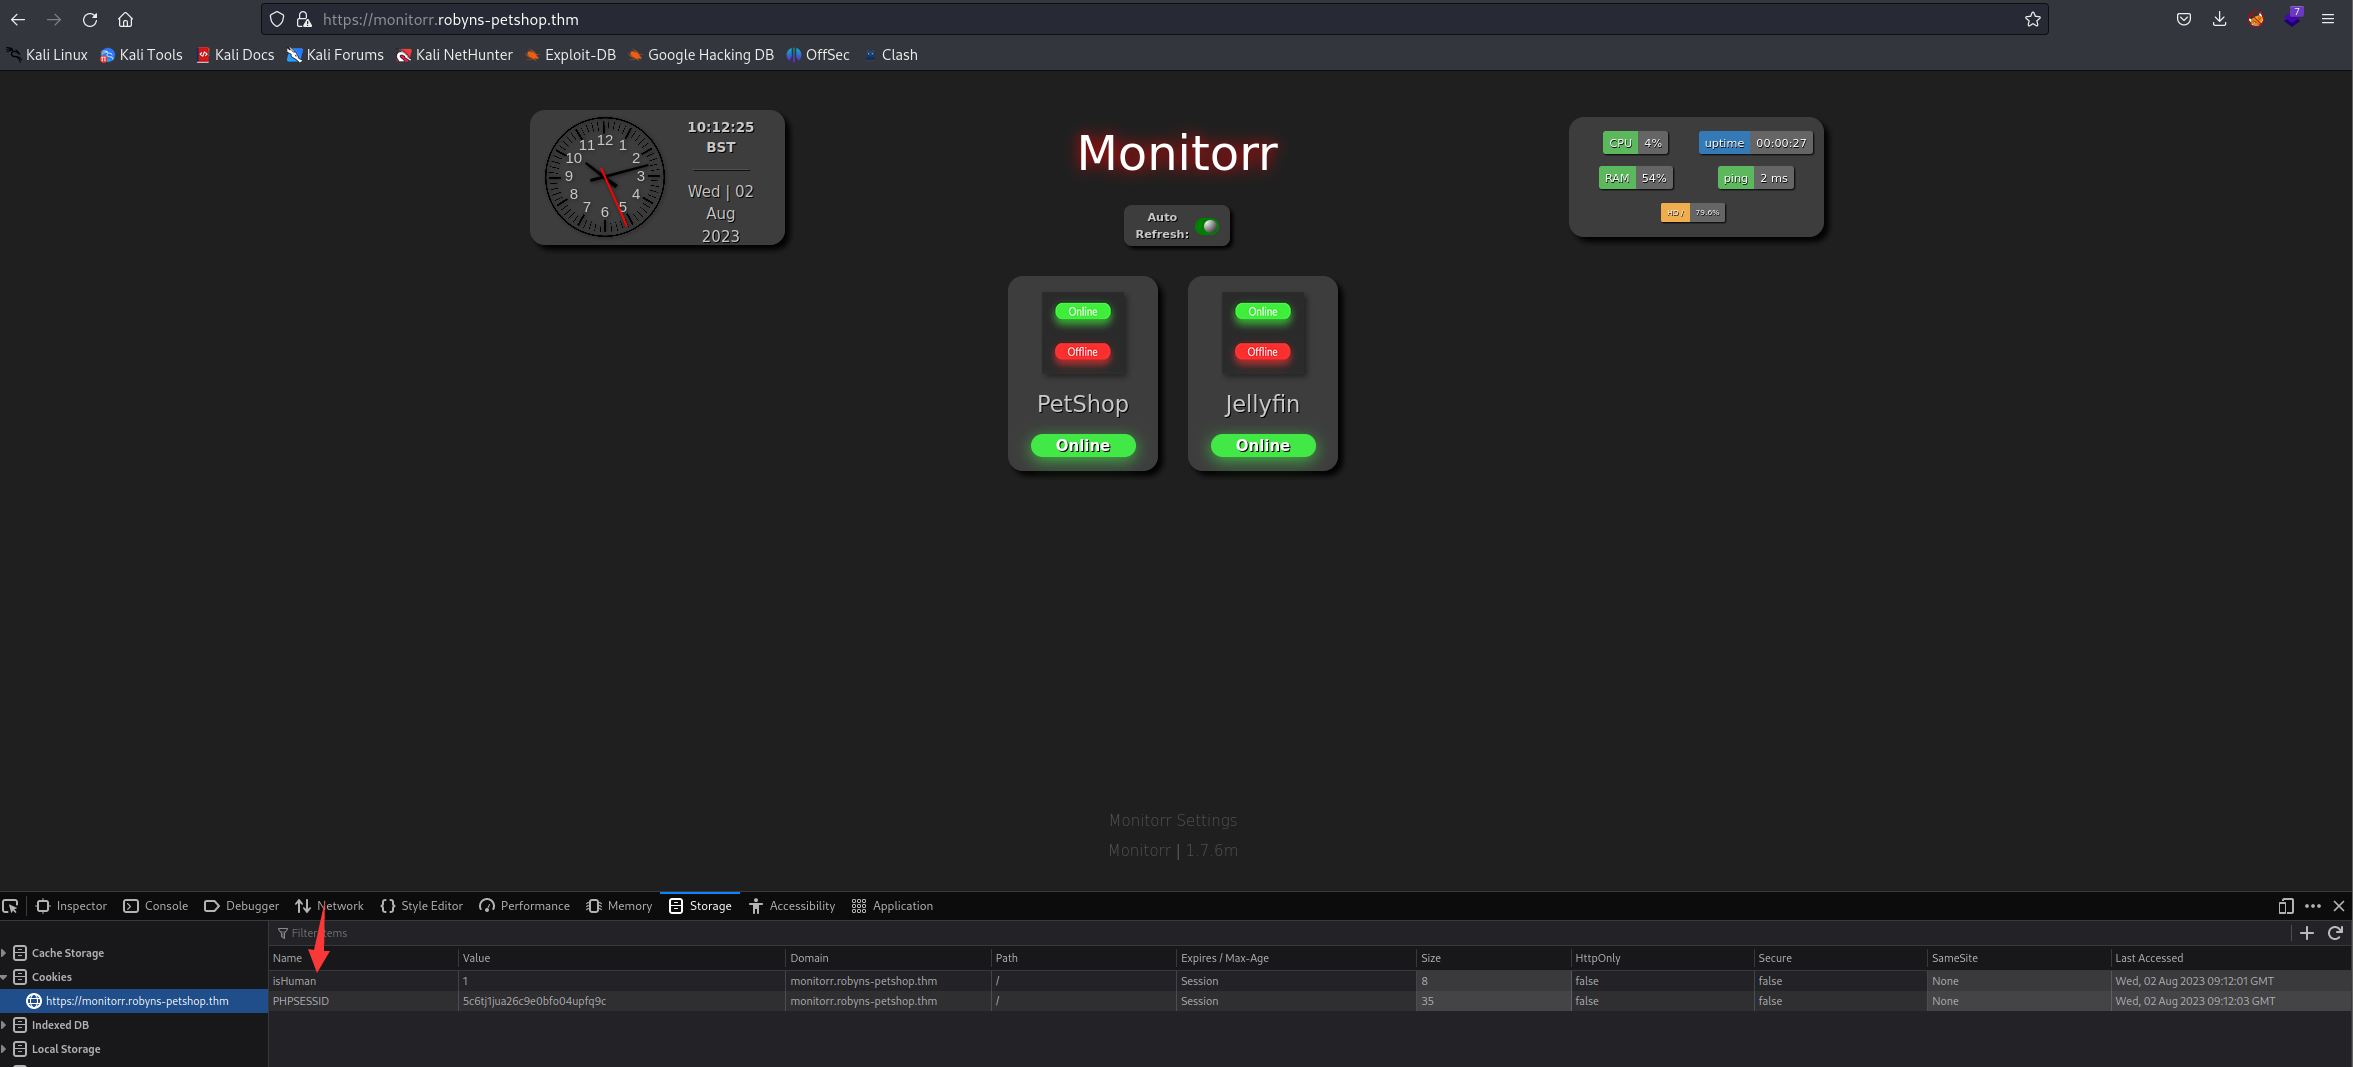 https://monitorr.robyns-petshop.thm
7
Kali Linux Kali Tools Kali Docs Kali Forums Kali NetHunter Exploit-DB Google Hacking DB OffSec Clash
12
1
2
3
4
5
6
7
8
9
10
11
10:12:25
BST
Wed | 02
Aug
2023
Monitorr
Auto
Refresh:
CPU 4% uptime 00:00:27
RAM 54% ping 2 ms
HD / 79.6%
Online
Offline
PetShop
Online
Online
Offline
Jellyfin
Online
Monitorr Settings
Monitorr | 1.7.6m
Inspector Console Debugger Network Style Editor Performance Memory Storage Accessibility Application
Cache Storage
Cookies
https://monitorr.robyns-petshop.thm
Indexed DB
Local Storage
Filter Items
Name Value Domain Path Expires / Max-Age Size HttpOnly Secure SameSite Last Accessed
isHuman 1 monitorr.robyns-petshop.thm / Session 8 false false None Wed, 02 Aug 2023 09:12:01 GMT
PHPSESSID 5c6tj1jua26c9e0bfo04upfq9c monitorr.robyns-petshop.thm / Session 35 false false None Wed, 02 Aug 2023 09:12:03 GMT